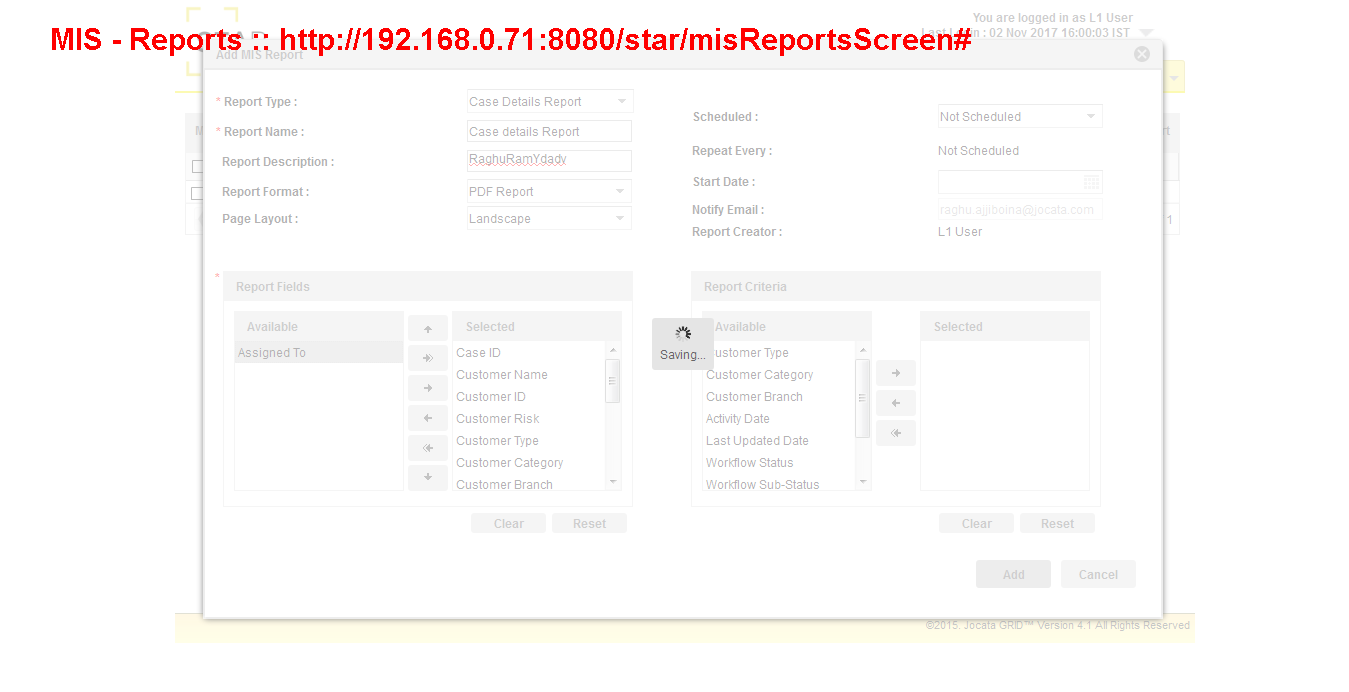 You are logged in as L1 User
MIS - Reports :: http://192.168.0.71:8080/star/misReportsScreen#
: 02 Nov 2017 16:00:03 IST
Add MIS Report
* Report Type :
Case Details Report
* Report Name :
Case details Report
Report Description :
RaghuRamYdady
Report Format :
PDF Report
Page Layout :
Landscape
Scheduled :
Not Scheduled
Repeat Every :
Not Scheduled
Start Date :
Notify Email :
raghu.ajjiboina@jocata.com
Report Creator :
L1 User
1
*
Report Fields
Available
Assigned To
Selected
Case ID
Customer Name
Customer ID
Customer Risk
Customer Type
Customer Category
Customer Branch
Clear
Reset
Saving...
Report Criteria
Available
ustomer Type
Customer Category
Customer Branch
Activity Date
Last Updated Date
Workflow Status
Workflow Sub-Status
Selected
Clear
Reset
Add
Cancel
©2015. Jocata GRID™ Version 4.1 All Rights Reserved